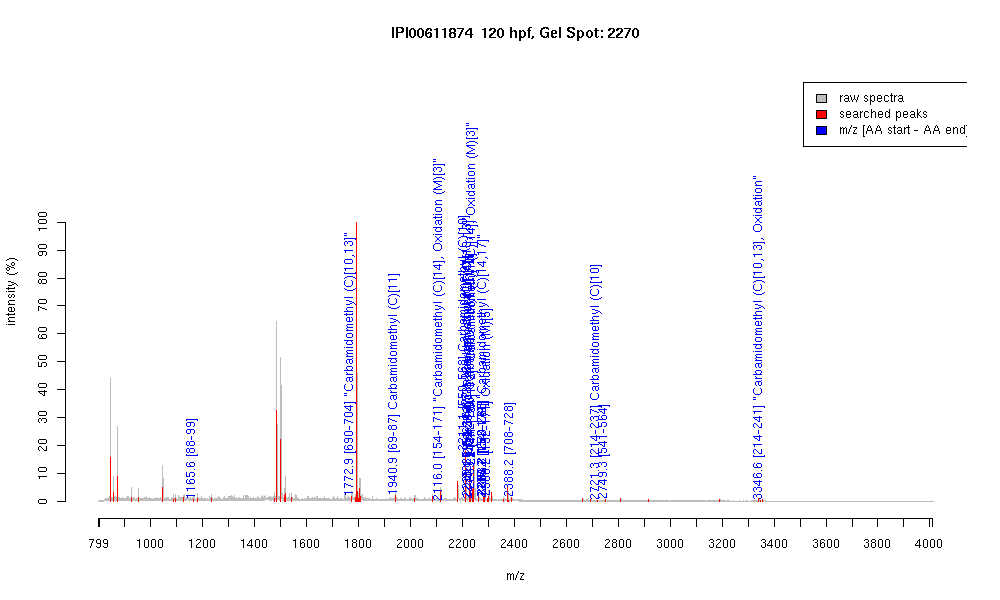 IPI00611874 120 hpf, Gel Spot: 2270
raw spectra
searched peaks
m/z [AA start - AA end]
intensity (%)
100
90
80
70
60
50
40
30
20
10
0
1165.6 [88-99]
1772.9 [690-704] "Carbamidomethyl (C)[10,13]"
1940.9 [69-87] Carbamidomethyl (C)[11]
2116.0 [154-171] "Carbamidomethyl (C)[14], Oxidation (M)[3]"
Oxidation (M)[3]"
2388.2 [708-728]
2721.3 [214-237] Carbamidomethyl (C)[10]
2749.3 [541-564]
3346.6 [214-241] "Carbamidomethyl (C)[10,13], Oxidation"
799
1000
1200
1400
1600
1800
2000
2200
2400
2600
2800
3000
3200
3400
3600
3800
4000
m/z